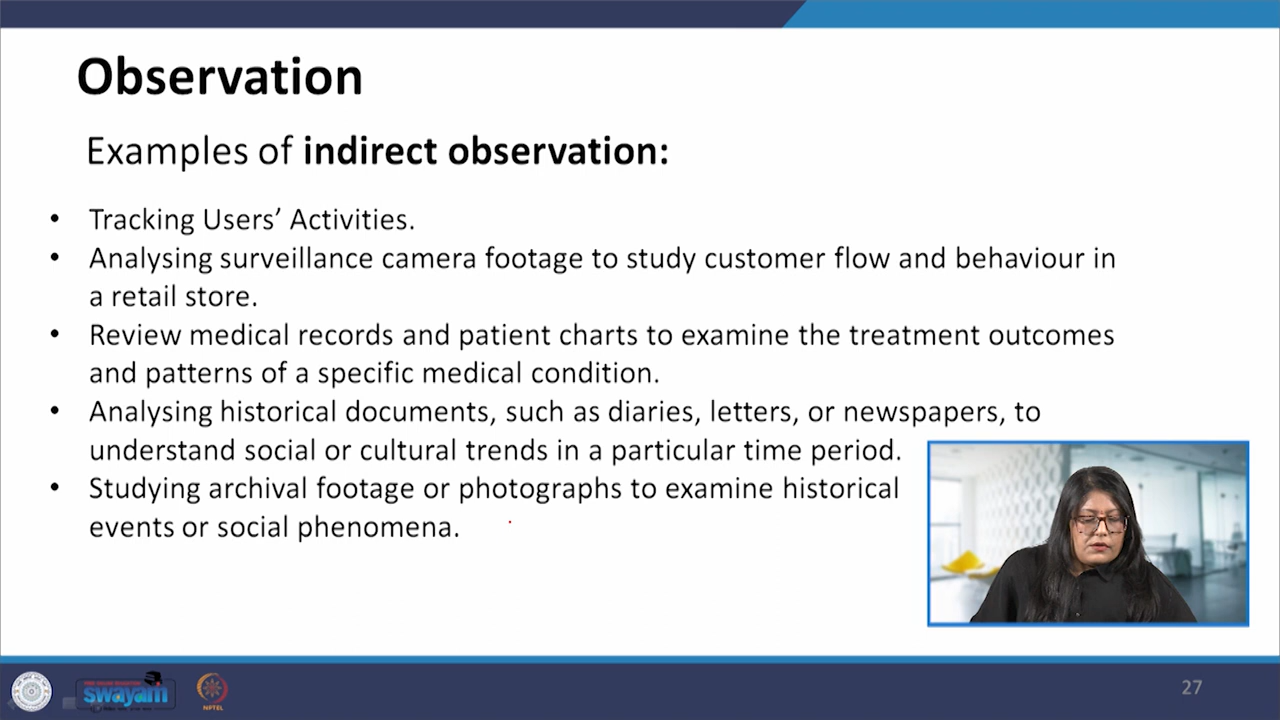 Observation
Examples of indirect observation:
• Tracking Users’ Activities.
• Analysing surveillance camera footage to study customer flow and behaviour in
a retail store.
• Review medical records and patient charts to examine the treatment outcomes
and patterns of a specific medical condition.
• Analysing historical documents, such as diaries, letters, or newspapers, to
understand social or cultural trends in a particular time period.
• Studying archival footage or photographs to examine historical
events or social phenomena.
swayam
NPTEL
27